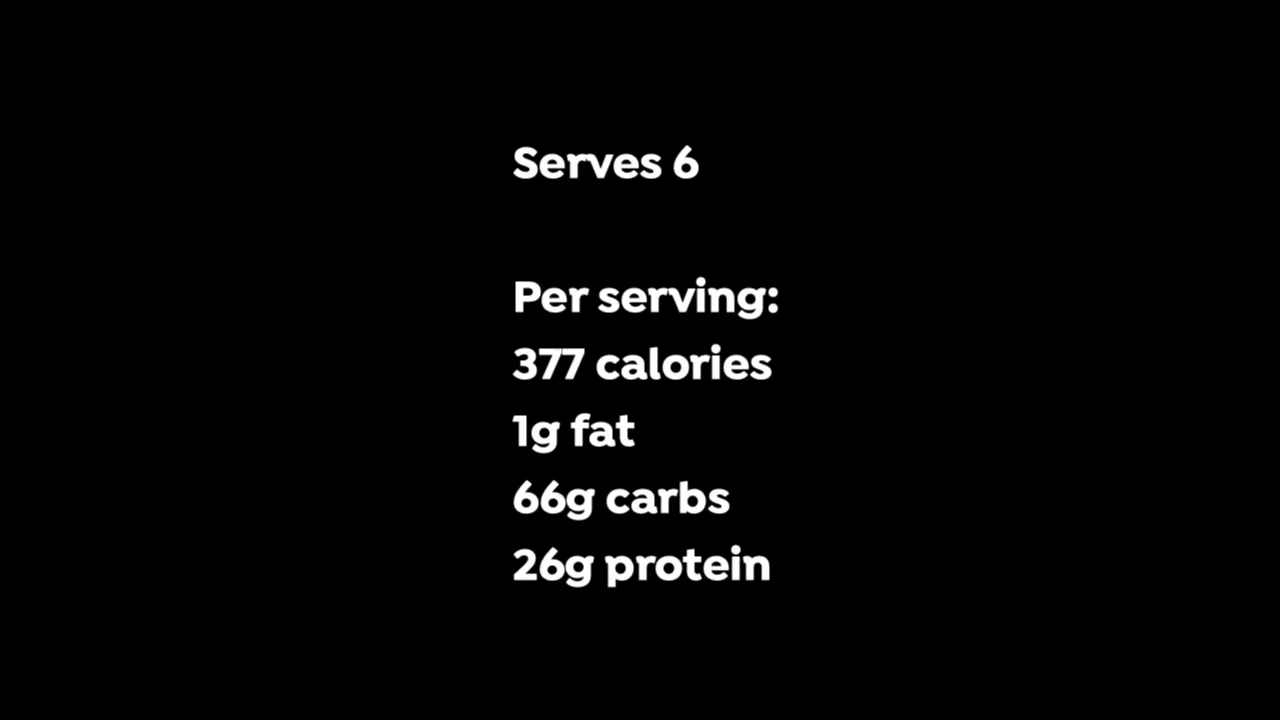 Serves 6
Per serving:
377 calories
1g fat
66g carbs
26g protein